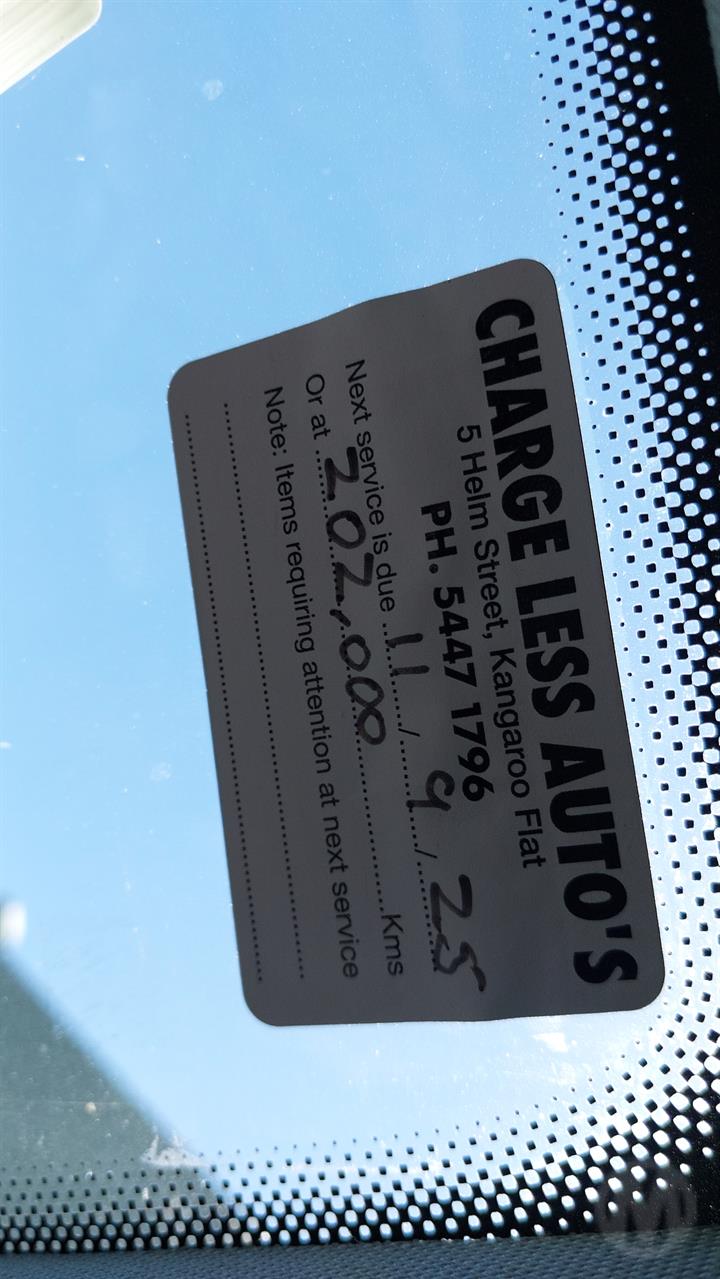 CHARGE LESS AUTO'S
5 Helm Street, Kangaroo Flat
PH. 5447 1796
Next service is due 11 / 9 / 25
Or at 202,000 Kms
Note: Items requiring attention at next service